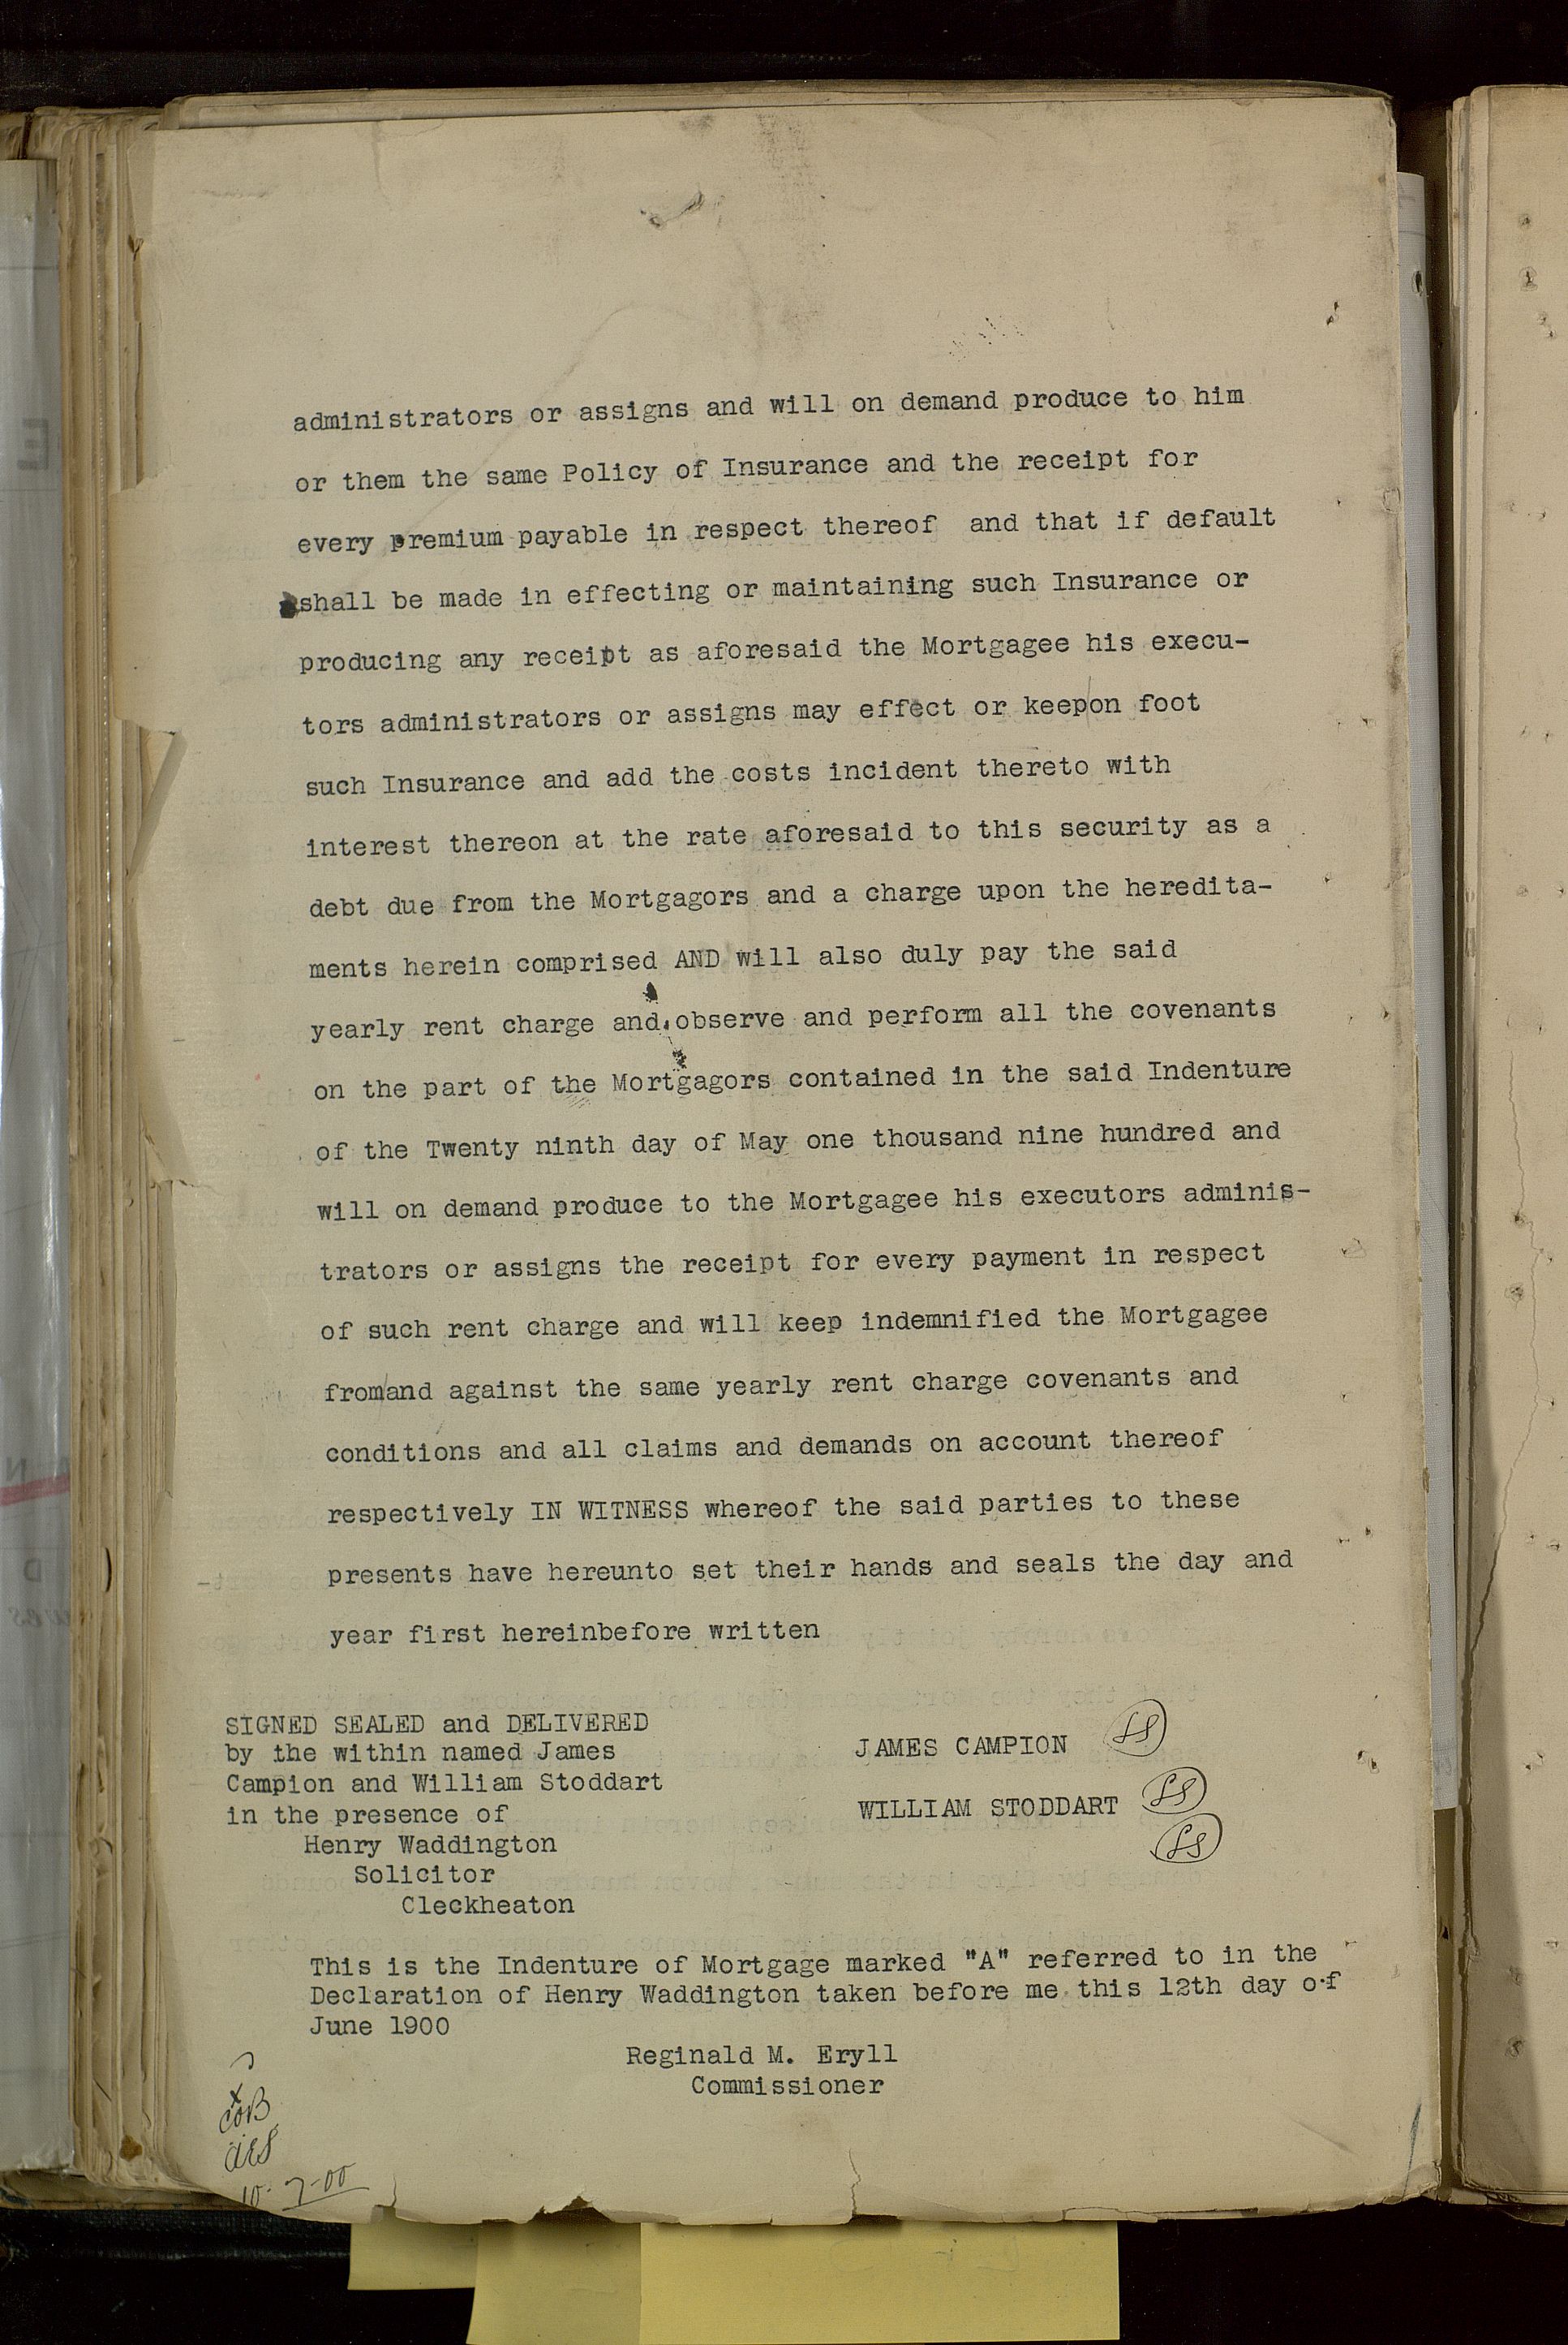 administrators or assigns and will on demand produce to him
or them the same Policy of Insurance and the receipt for
every premium payable in respect thereof and that if default
shall be made in effecting or maintaining such Insurance or
producing any receipt as aforesaid the Mortgagee his execu-
tors administrators or assigns may effect or keep on foot
such Insurance and add the costs incident thereto with
interest thereon at the rate aforesaid to this security as a
debt due from the Mortgagors and a charge upon the heredita-
ments herein comprised AND will also duly pay the said
yearly rent charge and observe and perform all the covenants
on the part of the Mortgagors contained in the said Indenture
of the Twenty ninth day of May one thousand nine hundred and
will on demand produce to the Mortgagee his executors adminis-
trators or assigns the receipt for every payment in respect
of such rent charge and will keep indemnified the Mortgagee
from and against the same yearly rent charge covenants and
conditions and all claims and demands on account thereof
respectively IN WITNESS whereof the said parties to these
presents have hereunto set their hands and seals the day and
year first hereinbefore written
SIGNED SEALED and DELIVERED
by the within named James
Campion and William Stoddart
in the presence of
Henry Waddington
Solicitor
Cleckheaton
JAMES CAMPION
WILLIAM STODDART
This is the Indenture of Mortgage marked "A" referred to in the
Declaration of Henry Waddington taken before me this 12th day of
June 1900
Reginald M. Eryll
Commissioner
10-7-00